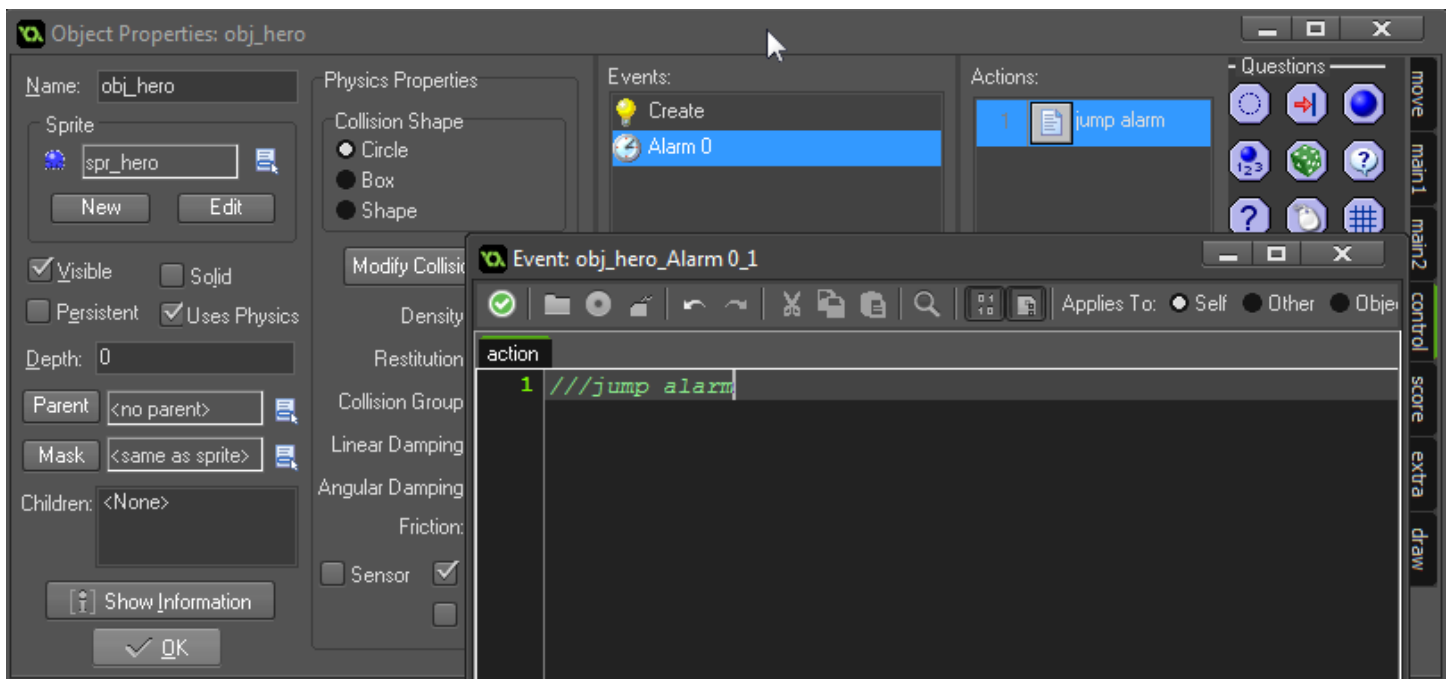 Object Properties: obj_hero
Name: obj_hero
Sprite
spr_hero
New Edit
Visible Solid
Persistent Uses Physics
Depth: 0
Parent <no parent>
Mask <same as sprite>
Children: <None>
Show Information
OK
Physics Properties
Collision Shape
Circle
Box
Shape
Modify Collisio
Density
Restitution
Collision Group
Linear Damping
Angular Damping
Friction:
Sensor
Events:
Create
Alarm 0
Actions:
1 jump alarm
Questions
move
main1
main2
control
score
extra
draw
Event: obj_hero_Alarm 0_1
Applies To: Self Other Objec
action
1 ///jump alarm